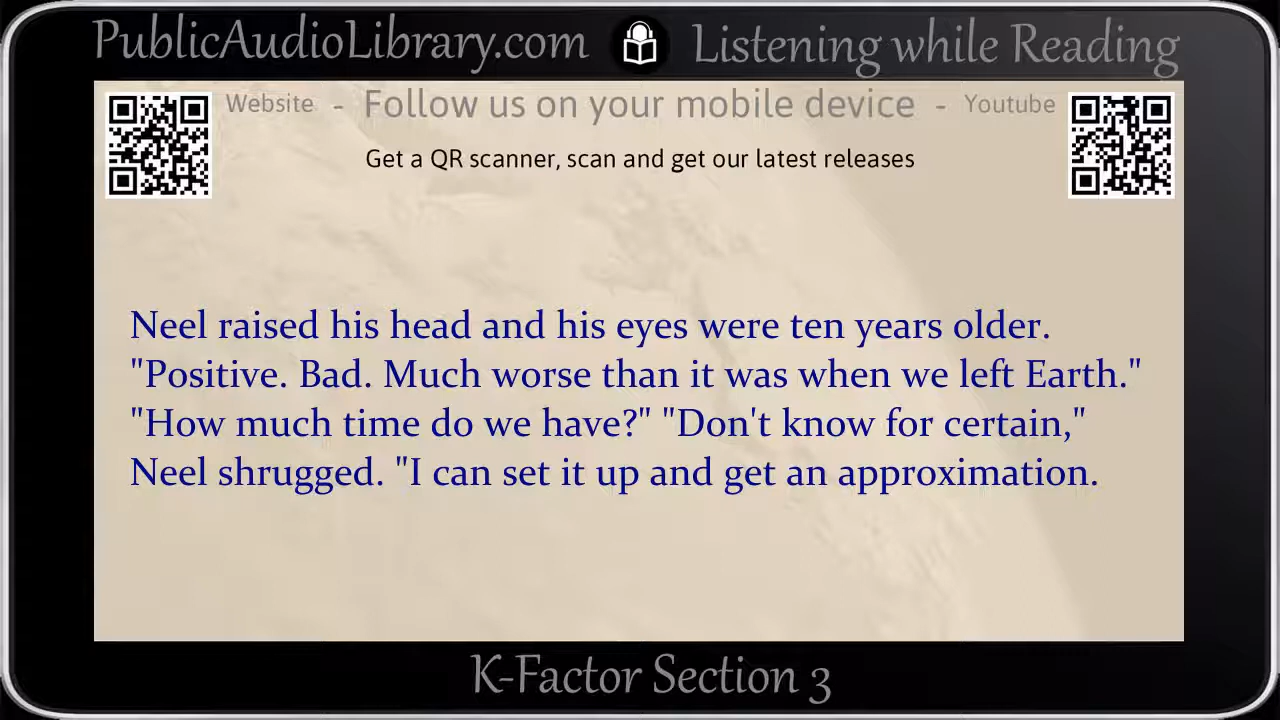 PublicAudioLibrary.com Listening while Reading
Website - Follow us on your mobile device - Youtube
Get a QR scanner, scan and get our latest releases
Neel raised his head and his eyes were ten years older.
"Positive. Bad. Much worse than it was when we left Earth."
"How much time do we have?" "Don't know for certain,"
Neel shrugged. "I can set it up and get an approximation.
K-Factor Section 3